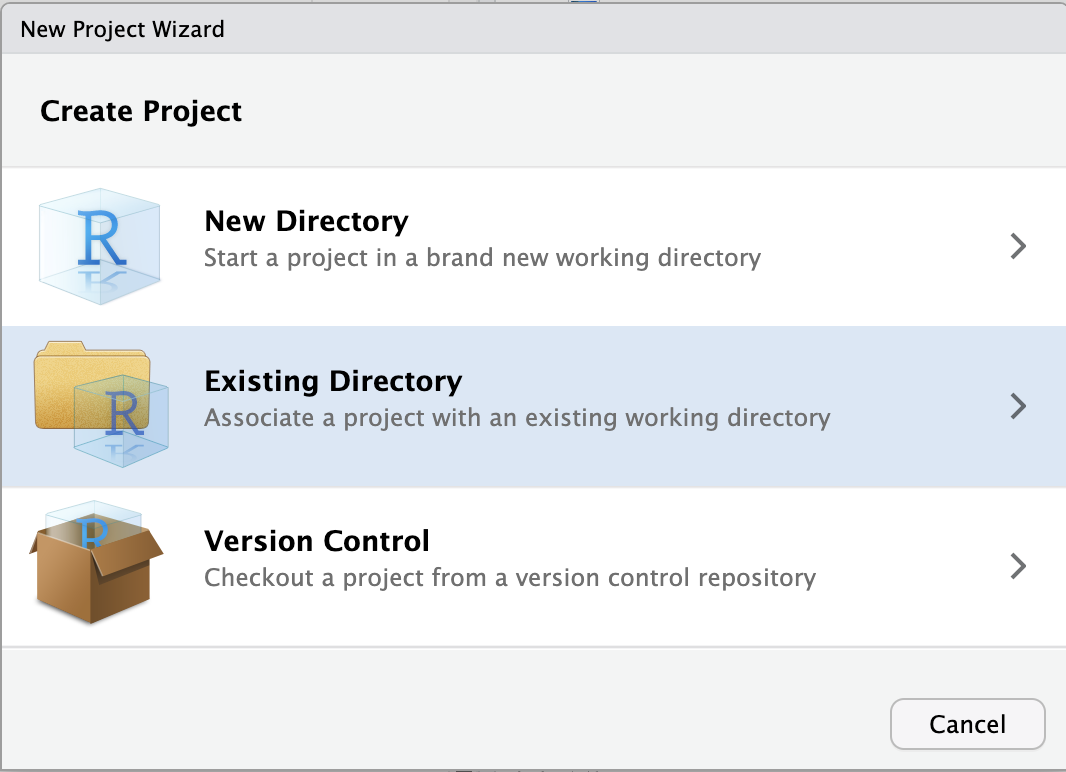 New Project Wizard
Create Project
R
New Directory
Start a project in a brand new working directory
R
Existing Directory
Associate a project with an existing working directory
R
Version Control
Checkout a project from a version control repository
Cancel